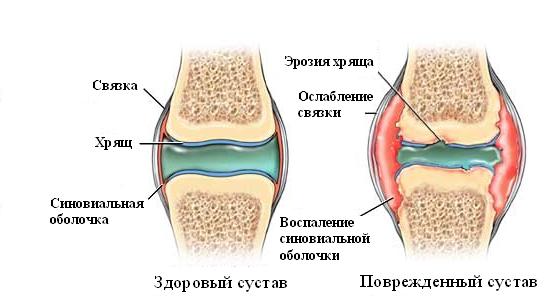 Связка
Хрящ
Синовиальная
оболочка
Здоровый сустав
Эрозия хряща
Ослабление
связки
Воспаление
синовиальной
оболочки
Поврежденный сустав